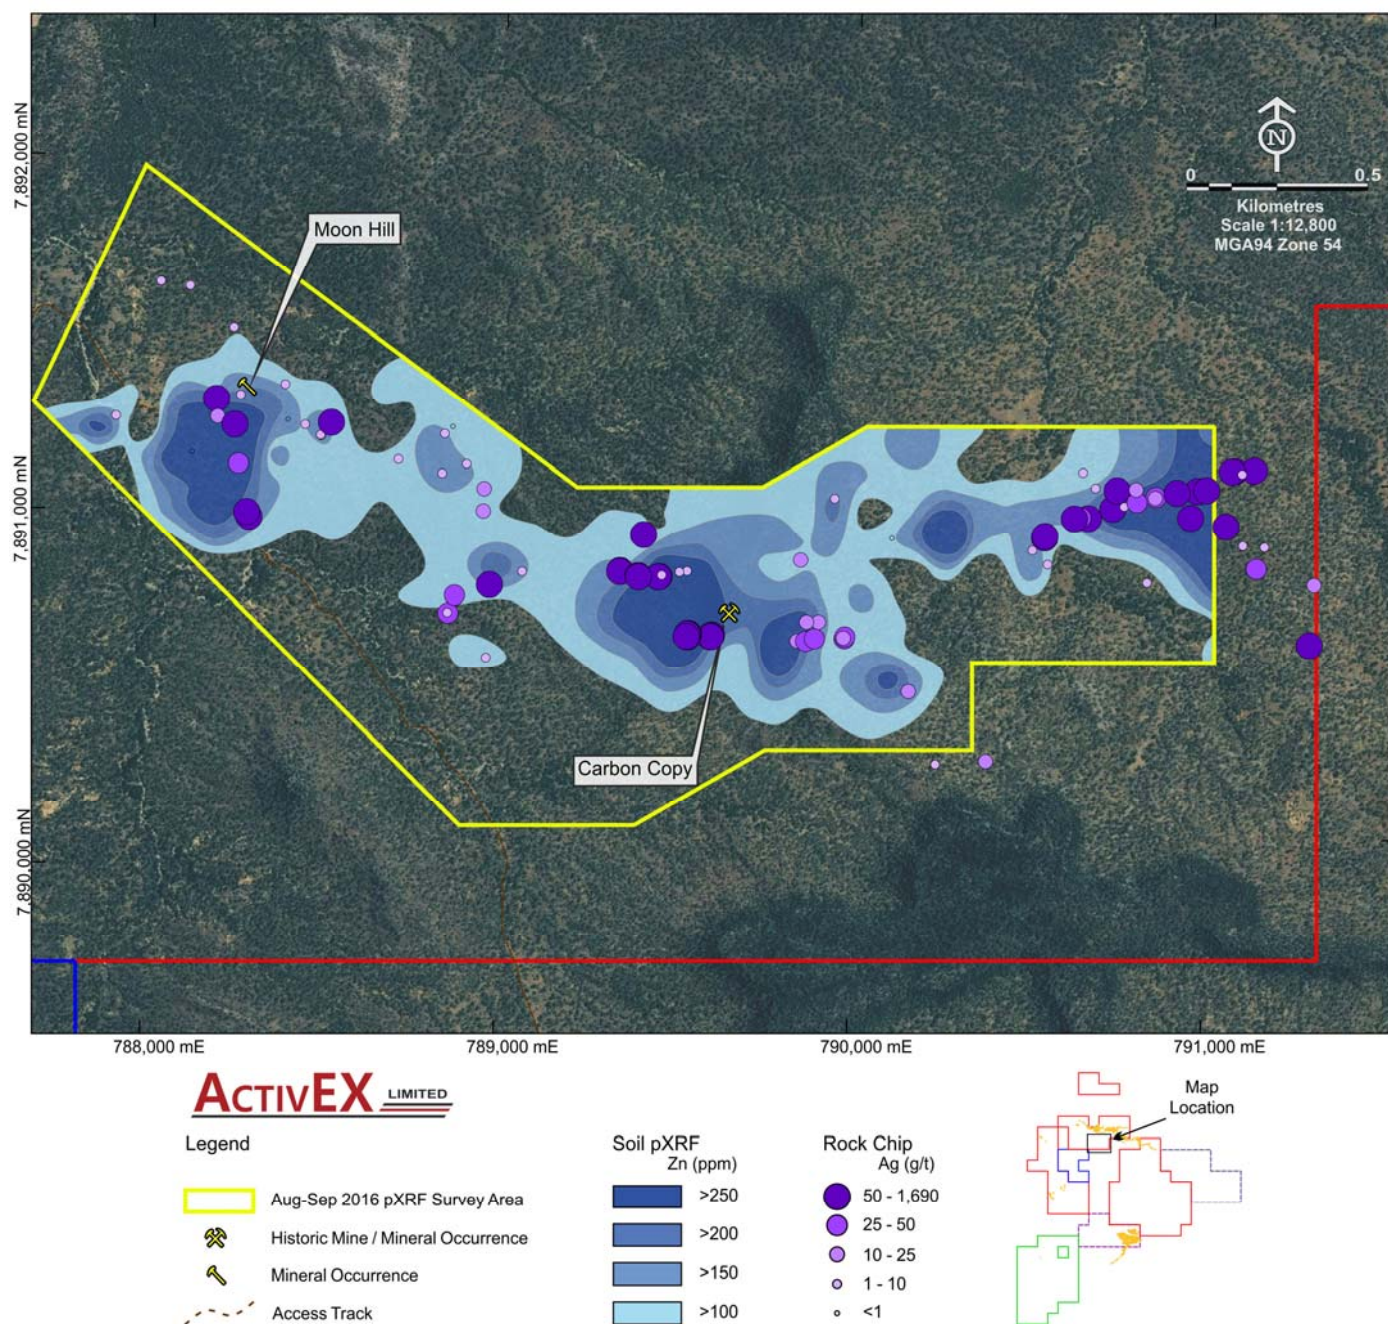 7,892,000 mN
7,891,000 mN
7,890,000 mN
N
0 0.5
Kilometres
Scale 1:12,800
MGA94 Zone 54
Moon Hill
Carbon Copy
788,000 mE 789,000 mE 790,000 mE 791,000 mE
ACTIVEX LIMITED
Legend
Aug-Sep 2016 pXRF Survey Area
Historic Mine / Mineral Occurrence
Mineral Occurrence
Access Track
Soil pXRF
Zn (ppm)
>250
>200
>150
>100
Rock Chip
Ag (g/t)
50 - 1,690
25 - 50
10 - 25
1 - 10
<1
Map
Location